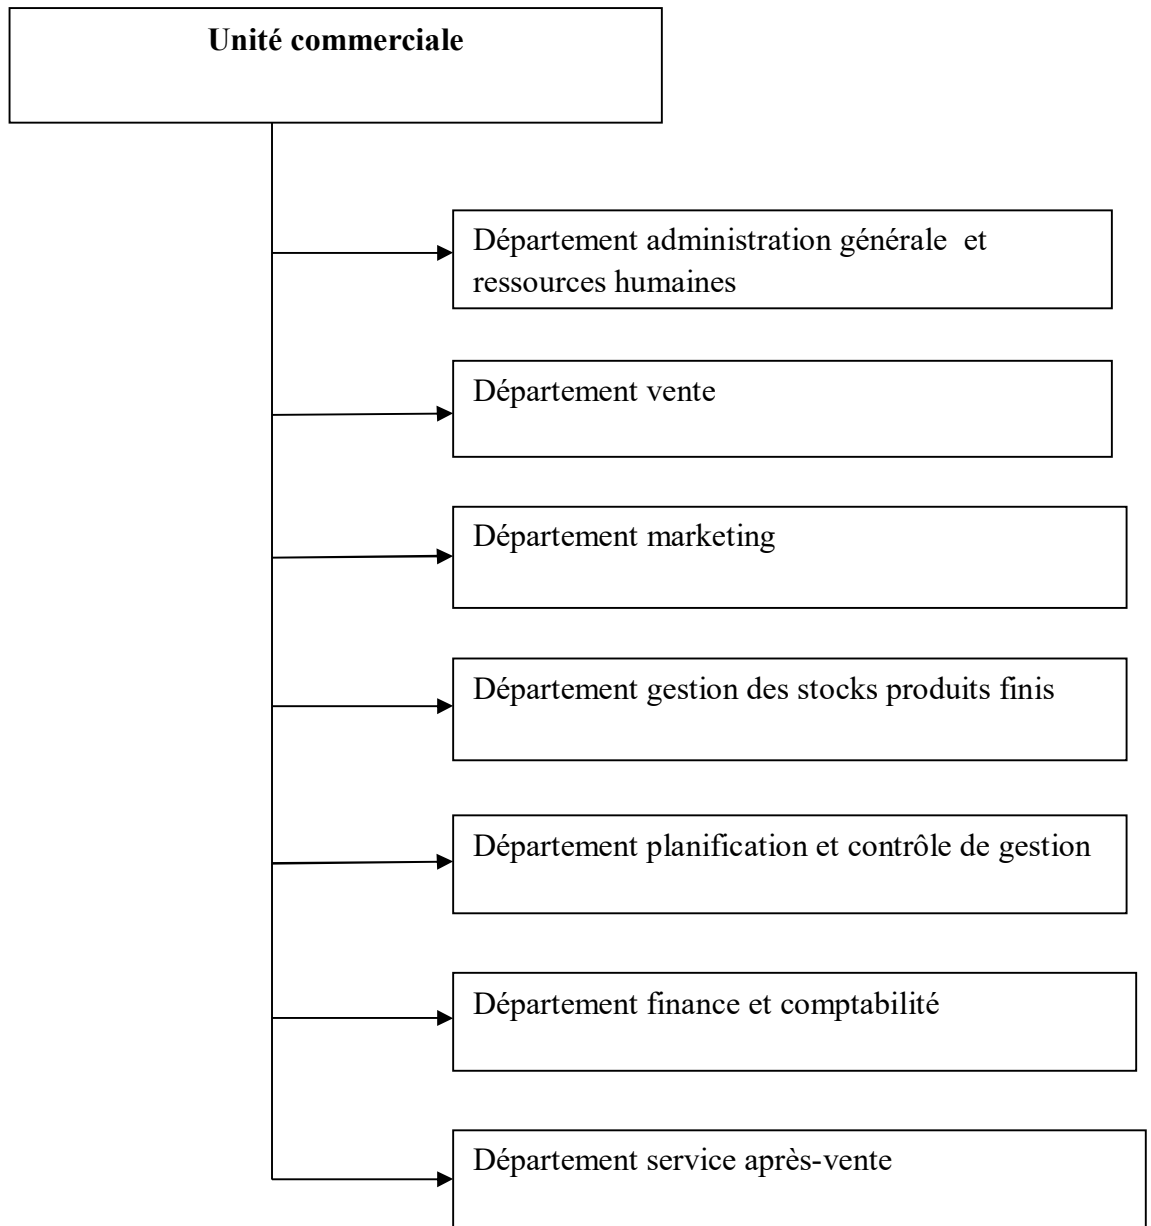 Unité commerciale
Département administration générale et
ressources humaines
Département vente
Département marketing
Département gestion des stocks produits finis
Département planification et contrôle de gestion
Département finance et comptabilité
Département service après-vente